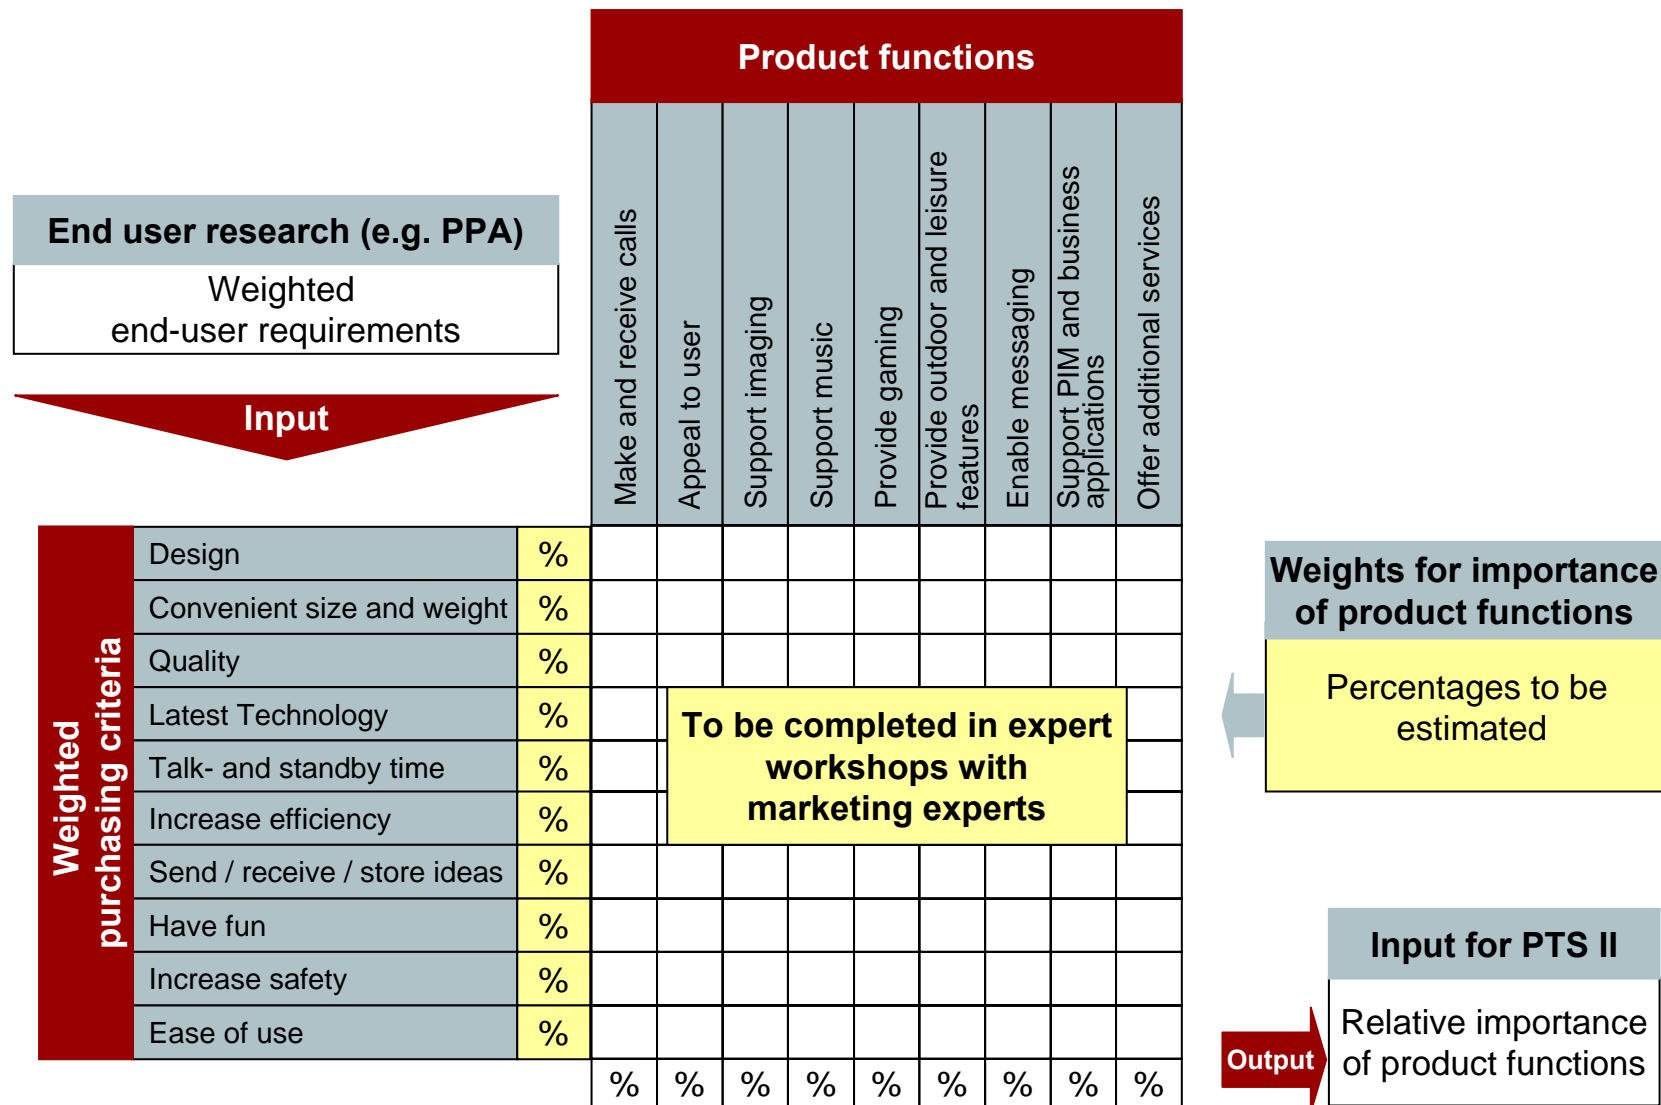 Product functions
Make and receive calls
Appeal to user
Support imaging
Support music
Provide gaming
Provide outdoor and leisure
features
Enable messaging
Support PIM and business
applications
Offer additional services
End user research (e.g. PPA)
Weighted
end-user requirements
Input
Weighted
purchasing criteria
Design %
Convenient size and weight %
Quality %
Latest Technology %
Talk- and standby time %
Increase efficiency %
Send / receive / store ideas %
Have fun %
Increase safety %
Ease of use %
To be completed in expert
workshops with
marketing experts
% % % % % % % % %
Weights for importance
of product functions
Percentages to be
estimated
Output
Input for PTS II
Relative importance
of product functions